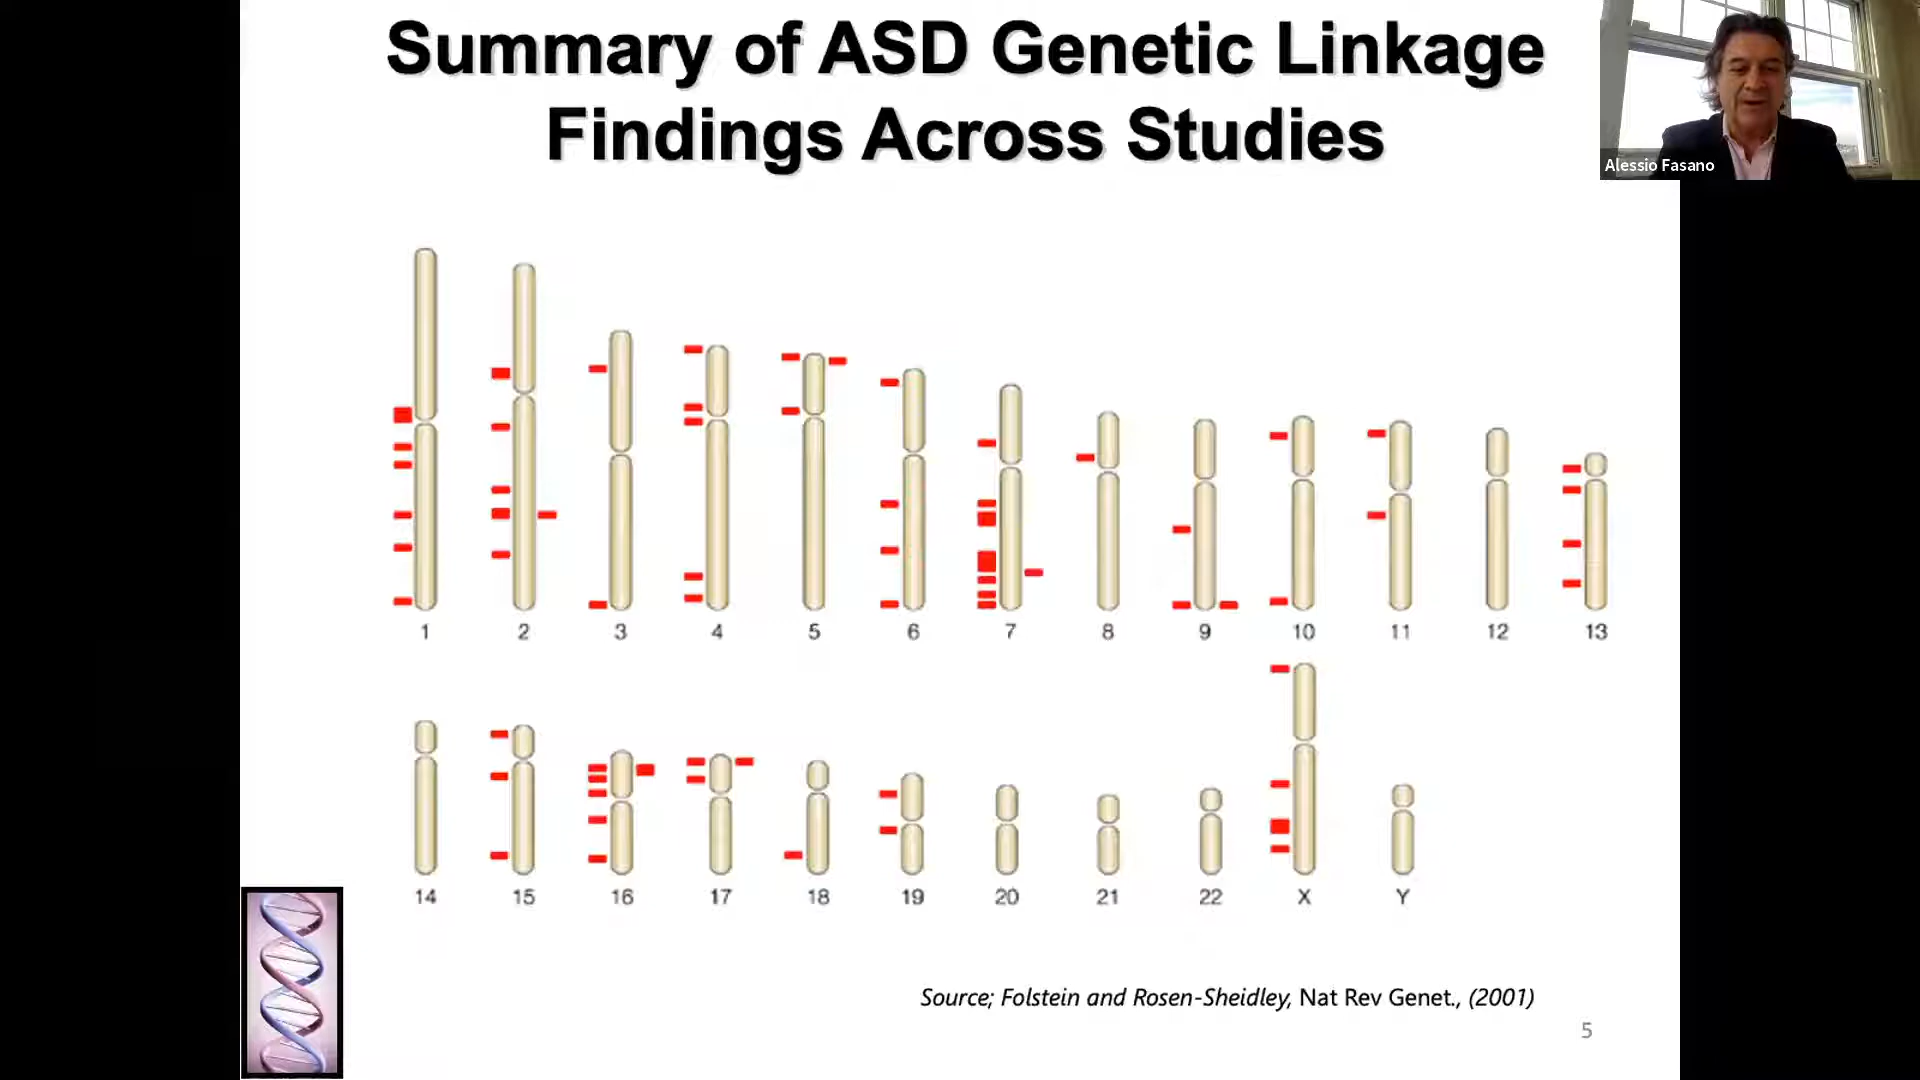 Summary of ASD Genetic Linkage
Findings Across Studies
Alessio Fasano
1 2 3 4 5 6 7 8 9 10 11 12 13
14 15 16 17 18 19 20 21 22 X Y
Source; Folstein and Rosen-Sheidley, Nat Rev Genet., (2001)
5